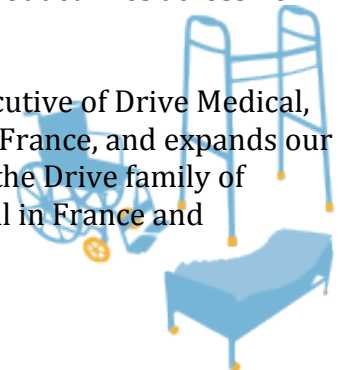 cutive of Drive Medical,
France, and expands our
the Drive family of
l in France and